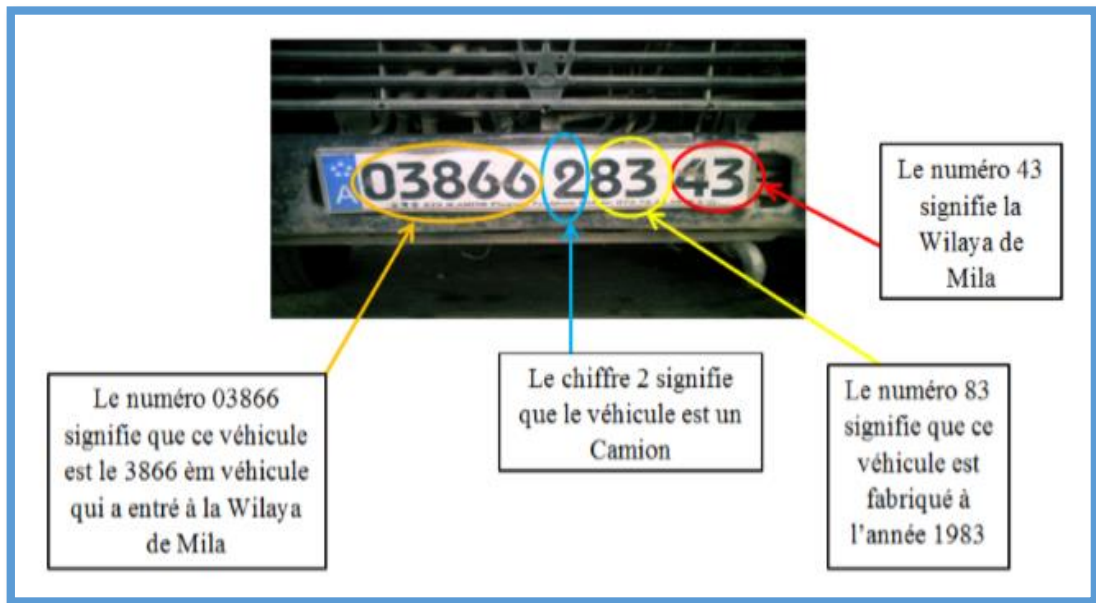 A
03866 283 43
Le numéro 43
signifie la
Wilaya de
Mila
Le numéro 03866
signifie que ce véhicule
est le 3866 èm véhicule
qui a entré à la Wilaya
de Mila
Le chiffre 2 signifie
que le véhicule est un
Camion
Le numéro 83
signifie que ce
véhicule est
fabriqué à
l’année 1983